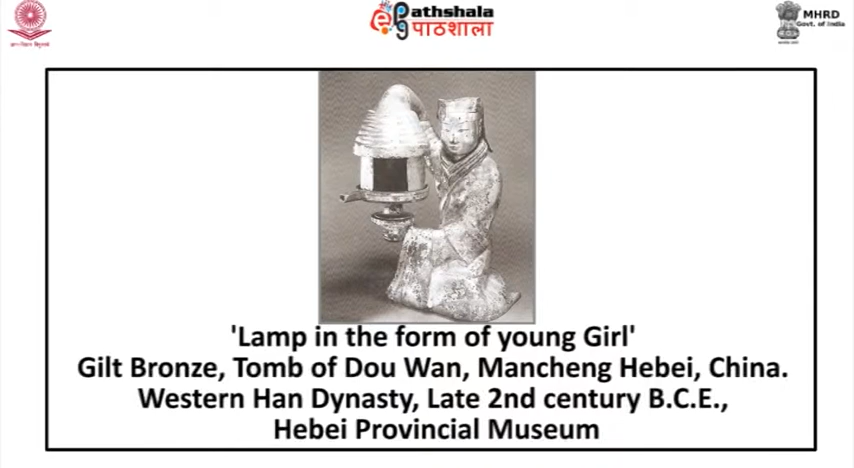 epathshala
पाठशाला
MHRD
Govt. of India
'Lamp in the form of young Girl'
Gilt Bronze, Tomb of Dou Wan, Mancheng Hebei, China.
Western Han Dynasty, Late 2nd century B.C.E.,
Hebei Provincial Museum